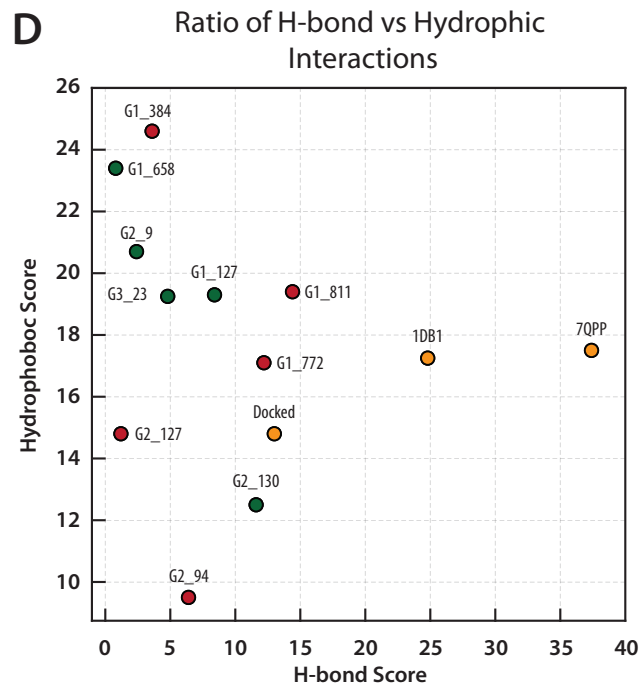 D
Ratio of H-bond vs Hydrophic
Interactions
26
24
22
20
18
16
14
12
10
Hydrophoboc Score
G1_384
G1_658
G2_9
G1_127
G3_23
G1_811
1DB1
7QPP
G1_772
Docked
G2_127
G2_130
G2_94
0 5 10 15 20 25 30 35 40
H-bond Score